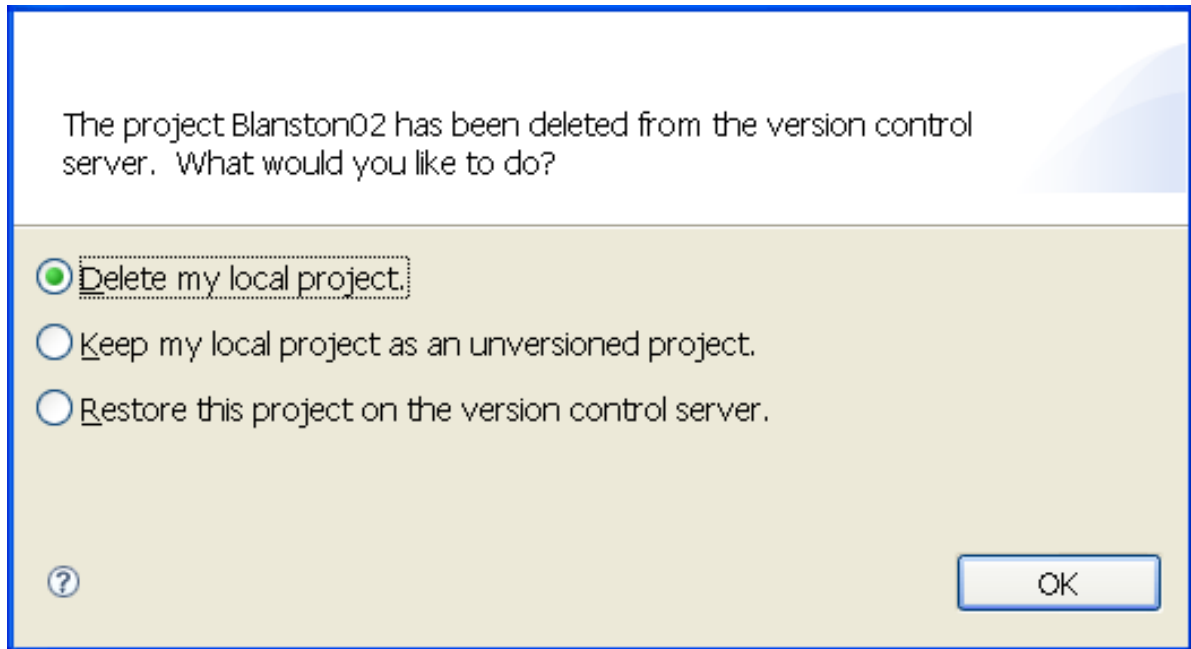 The project Blanston02 has been deleted from the version control
server.  What would you like to do?
Delete my local project.
Keep my local project as an unversioned project.
Restore this project on the version control server.
?
OK